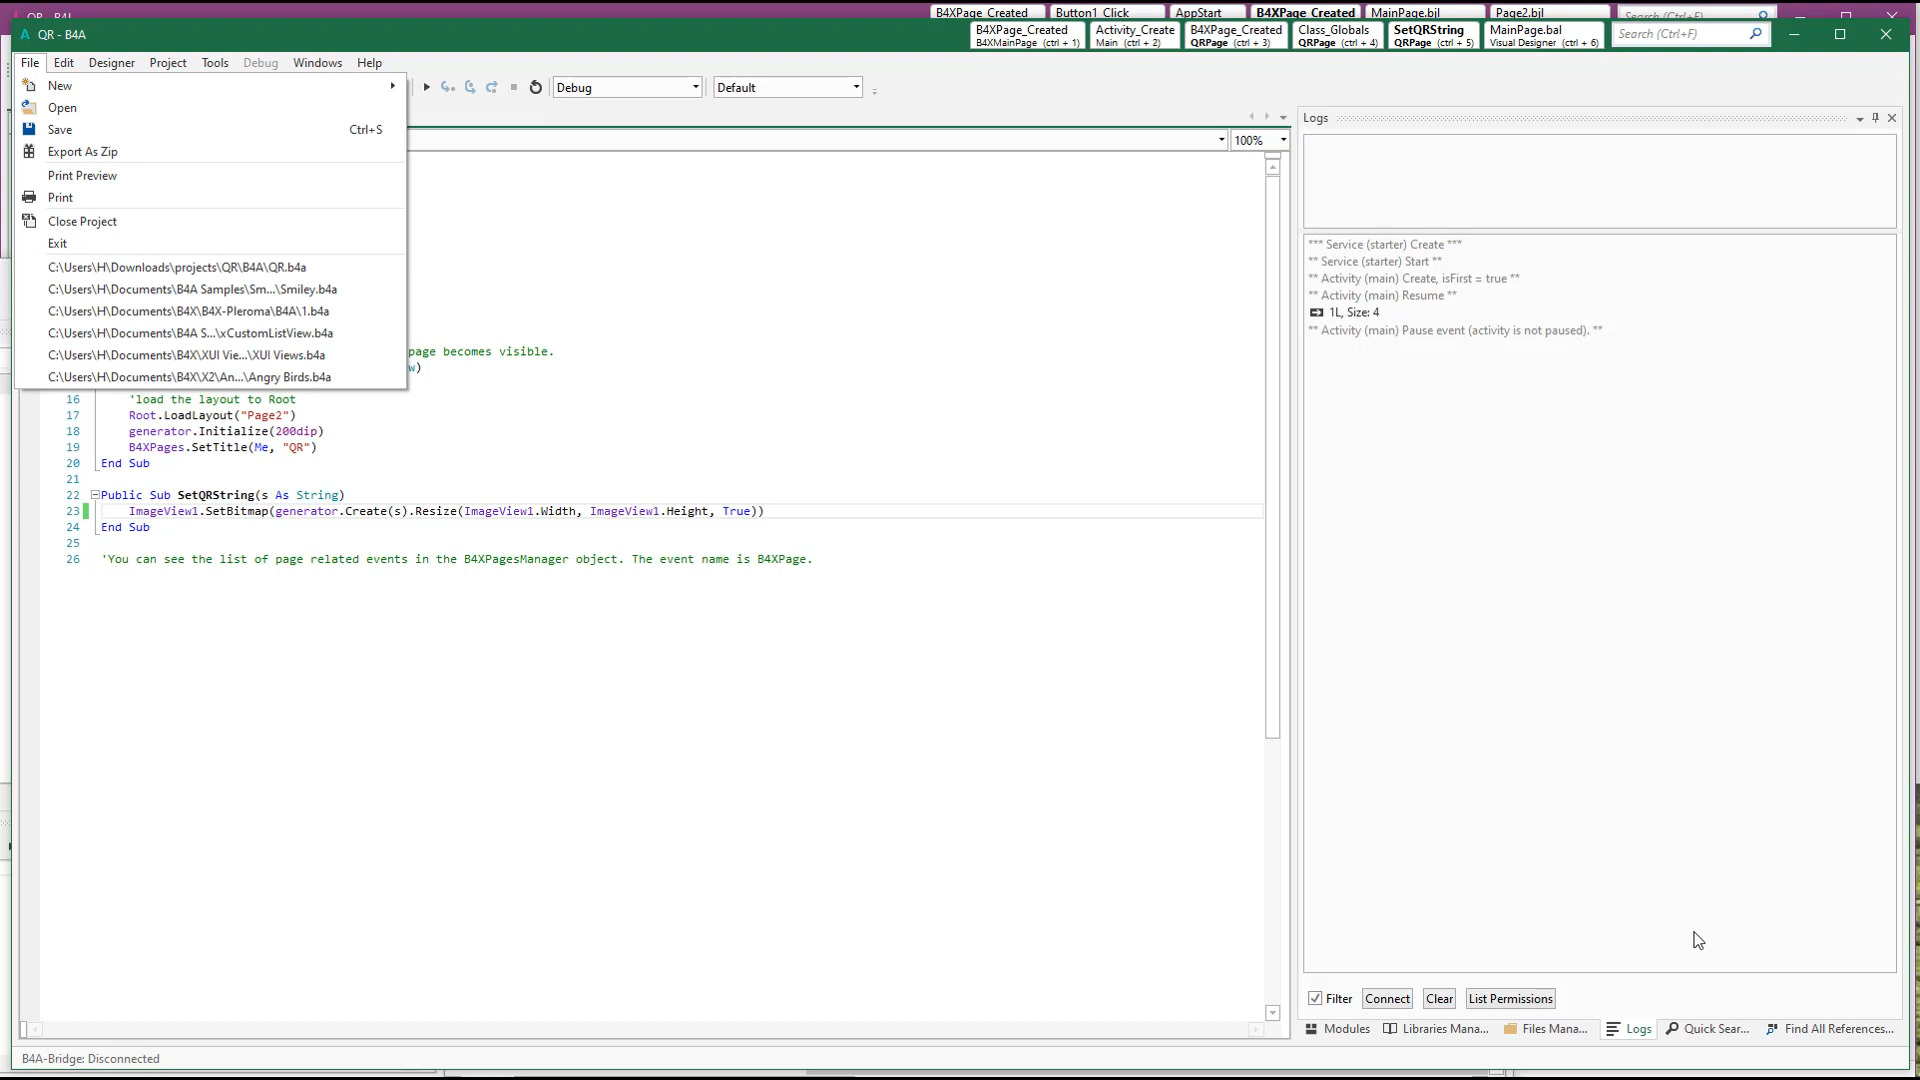 QR - B4J
B4XPage_Created Button1_Click AppStart B4XPage_Created MainPage.bjl Page2.bjl Search (Ctrl+F)
QR - B4A
B4XPage_Created Activity_Create B4XPage_Created Class_Globals SetQRString MainPage.bal
B4XMainPage (ctrl + 1) Main (ctrl + 2) QRPage (ctrl + 3) QRPage (ctrl + 4) QRPage (ctrl + 5) Visual Designer (ctrl + 6)
Search (Ctrl+F)
File Edit Designer Project Tools Debug Windows Help
Debug Default
New
Open
Save Ctrl+S
Export As Zip
Print Preview
Print
Close Project
Exit
C:\Users\H\Downloads\projects\QR\B4A\QR.b4a
C:\Users\H\Documents\B4A Samples\Sm...\Smiley.b4a
C:\Users\H\Documents\B4X\B4X-Pleroma\B4A\1.b4a
C:\Users\H\Documents\B4A S...\xCustomListView.b4a
C:\Users\H\Documents\B4X\XUI Vie...\XUI Views.b4a
C:\Users\H\Documents\B4X\X2\An...\Angry Birds.b4a
100%
page becomes visible.
w)
16 'load the layout to Root
17 Root.LoadLayout("Page2")
18 generator.Initialize(200dip)
19 B4XPages.SetTitle(Me, "QR")
20 End Sub
21
22 Public Sub SetQRString(s As String)
23 ImageView1.SetBitmap(generator.Create(s).Resize(ImageView1.Width, ImageView1.Height, True))
24 End Sub
25
26 'You can see the list of page related events in the B4XPagesManager object. The event name is B4XPage.
Logs
*** Service (starter) Create ***
** Service (starter) Start **
** Activity (main) Create, isFirst = true **
** Activity (main) Resume **
1L, Size: 4
** Activity (main) Pause event (activity is not paused). **
Filter Connect Clear List Permissions
Modules Libraries Mana... Files Mana... Logs Quick Sear... Find All References...
B4A-Bridge: Disconnected